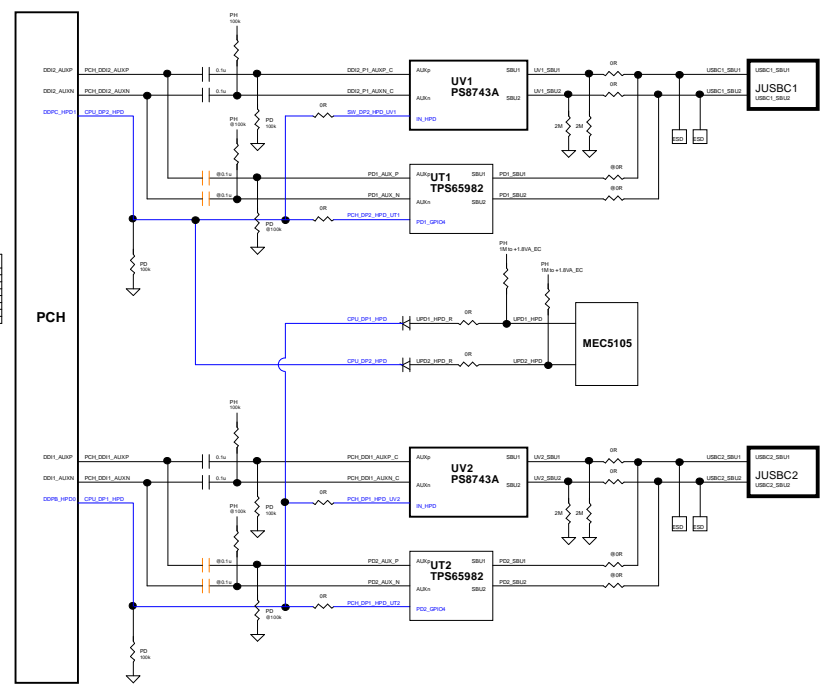 PH
100k
DDI2_AUXP PCH_DDI2_AUXP 0.1u DDI2_P1_AUXP_C AUXp UV1 SBU1 UV1_SBU1 0R USBC1_SBU1 USBC1_SBU1
PS8743A JUSBC1
DDI2_AUXN PCH_DDI2_AUXN 0.1u DDI2_P1_AUXN_C AUXn SBU2 UV1_SBU2 0R USBC1_SBU2 USBC1_SBU2
DDPC_HPD1 CPU_DP2_HPD PD 0R SW_DP2_HPD_UV1 IN_HPD
100k
PH
@100k
2M 2M
ESD ESD
@0.1u PD1_AUX_P AUXp UT1 SBU1 PD1_SBU1 @0R
TPS65982
@0.1u PD1_AUX_N AUXn SBU2 PD1_SBU2 @0R
PD 0R PCH_DP2_HPD_UT1 PD1_GPIO4
@100k
PD
100k
PH
1M to +1.8VA_EC
PH
1M to +1.8VA_EC
PCH
CPU_DP1_HPD UPD1_HPD_R 0R UPD1_HPD
MEC5105
CPU_DP2_HPD UPD2_HPD_R 0R UPD2_HPD
PH
100k
DDI1_AUXP PCH_DDI1_AUXP 0.1u PCH_DDI1_AUXP_C AUXp UV2 SBU1 UV2_SBU1 0R USBC2_SBU1 USBC2_SBU1
PS8743A JUSBC2
DDI1_AUXN PCH_DDI1_AUXN 0.1u PCH_DDI1_AUXN_C AUXn SBU2 UV2_SBU2 0R USBC2_SBU2 USBC2_SBU2
DDPB_HPD0 CPU_DP1_HPD PD 0R PCH_DP1_HPD_UV2 IN_HPD
100k
PH
@100k
2M 2M
ESD ESD
@0.1u PD2_AUX_P AUXp UT2 SBU1 PD2_SBU1 @0R
TPS65982
@0.1u PD2_AUX_N AUXn SBU2 PD2_SBU2 @0R
PD 0R PCH_DP1_HPD_UT2 PD2_GPIO4
@100k
PD
100k